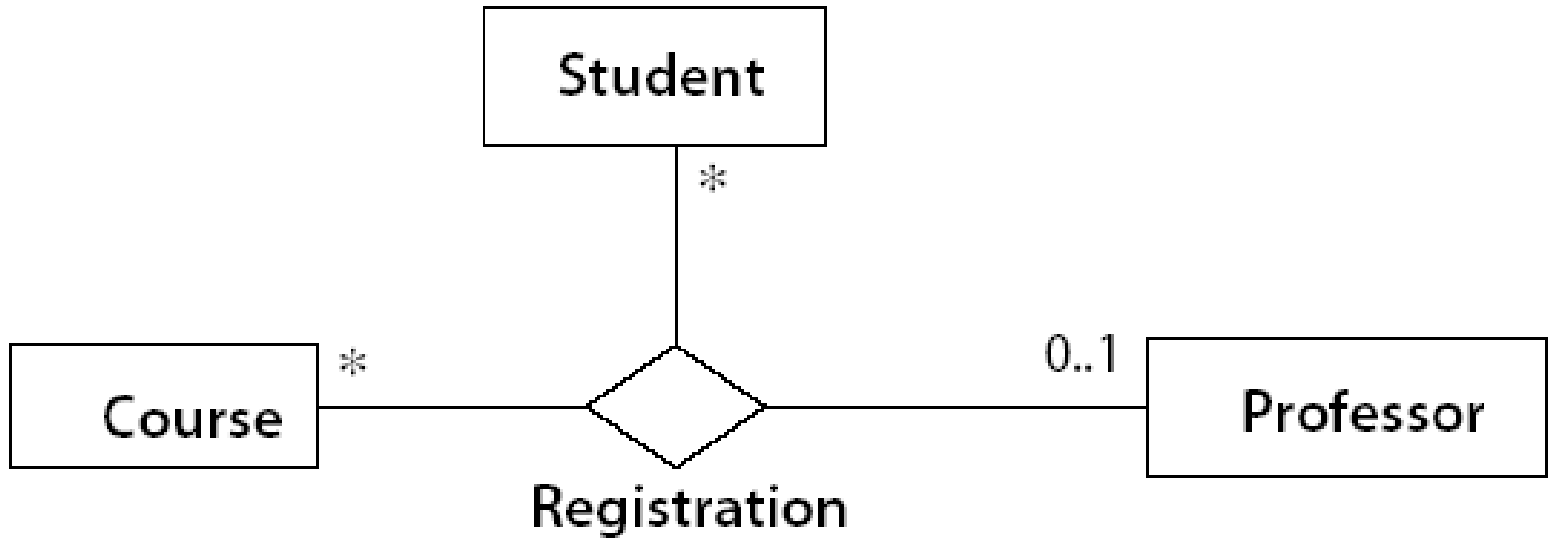 Student
*
*
0..1
Course
Professor
Registration